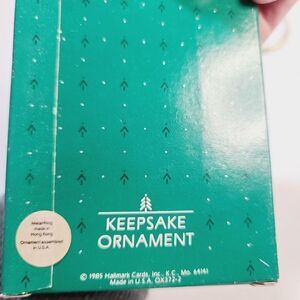 Metal Ring
made in
Hong Kong
Ornament assembled
in U.S.A.
KEEPSAKE
ORNAMENT
© 1985 Hallmark Cards, Inc., K.C., Mo. 64141
Made in U.S.A. QX372-2